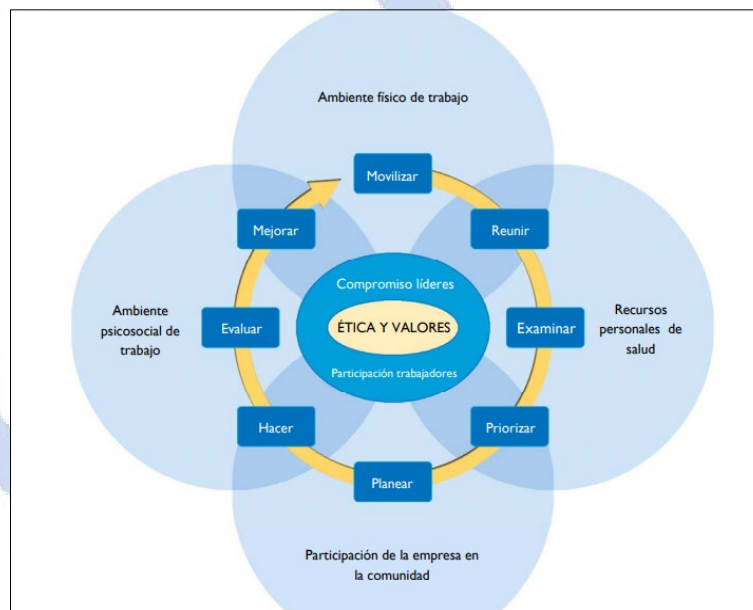 Ambiente físico de trabajo
Movilizar
Mejorar
Reunir
Compromiso líderes
Ambiente
psicosocial de
trabajo
Evaluar
ÉTICA Y VALORES
Examinar
Recursos
personales de
salud
Participación trabajadores
Hacer
Priorizar
Planear
Participación de la empresa en
la comunidad